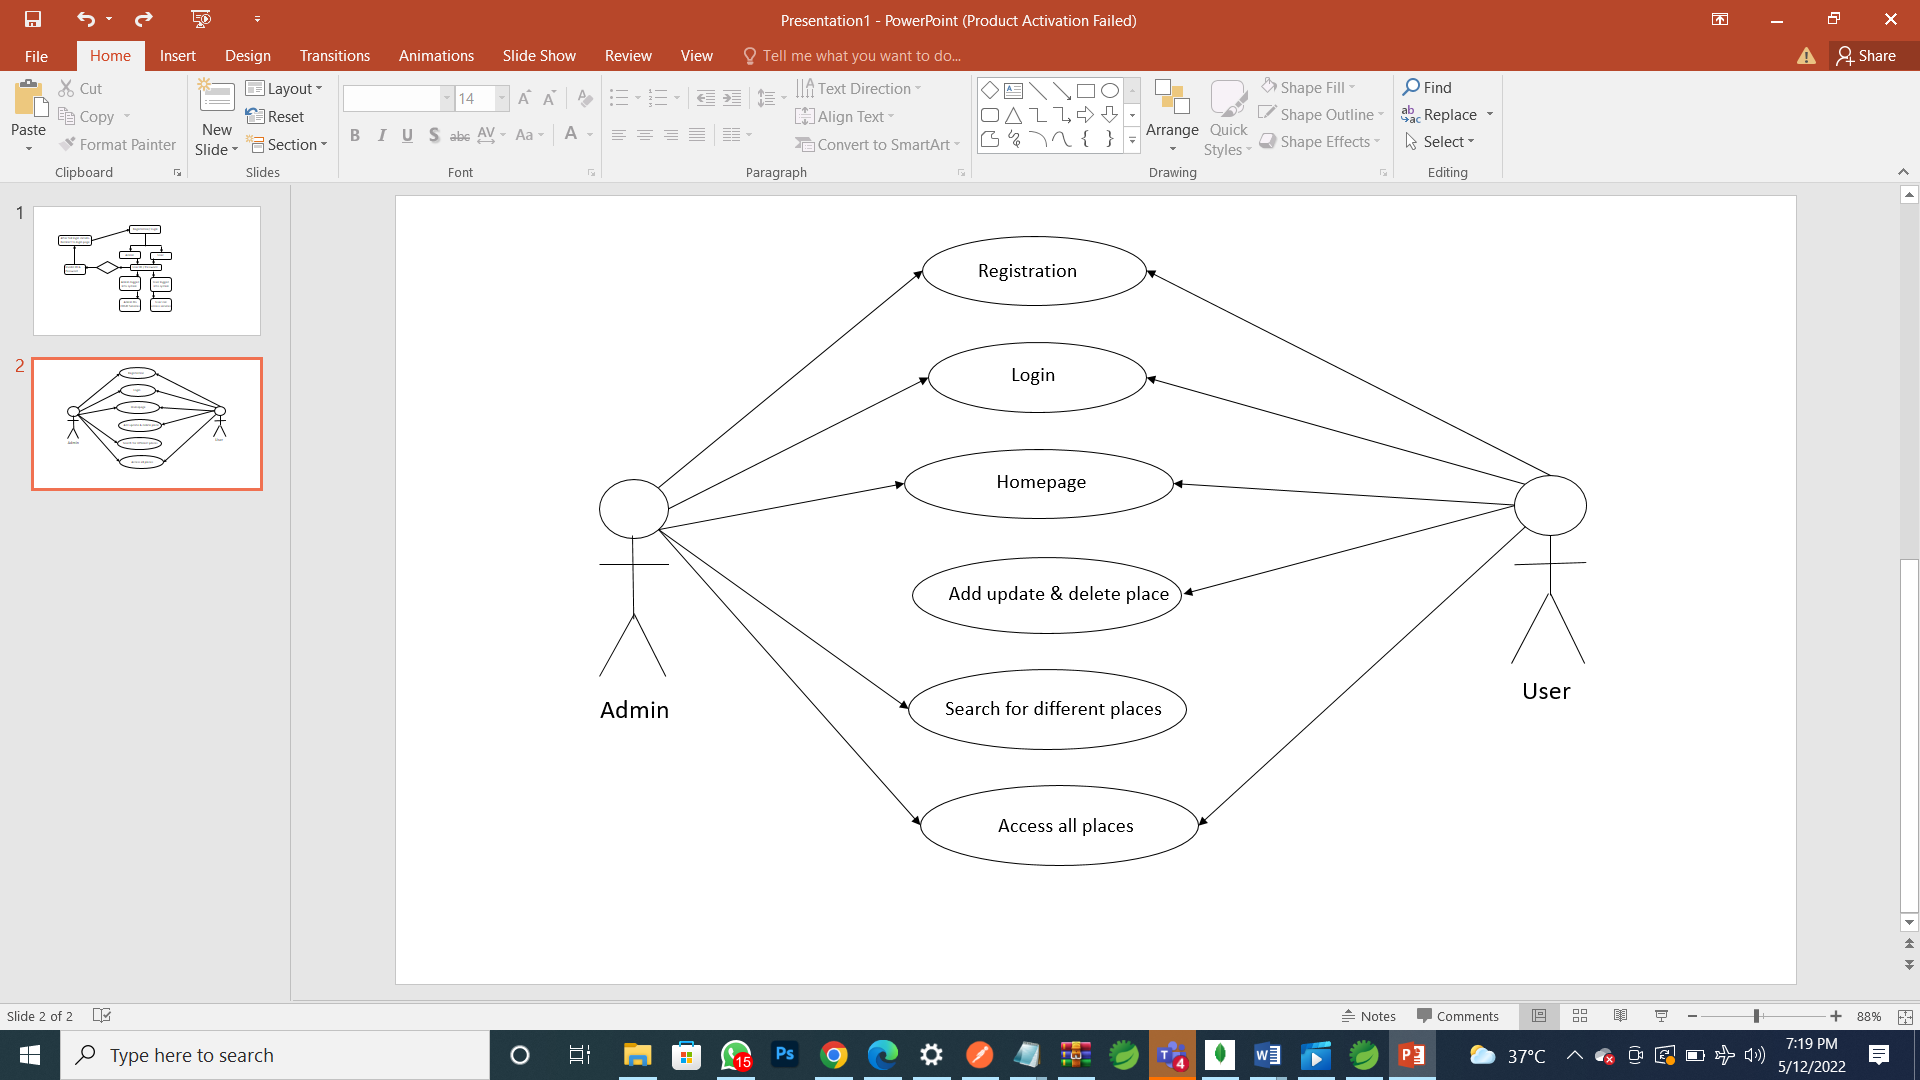 Presentation1 - PowerPoint (Product Activation Failed)
File Home Insert Design Transitions Animations Slide Show Review View Tell me what you want to do... Share
Paste
Cut
Copy
Format Painter
Clipboard
New Slide
Layout
Reset
Section
Slides
14
B I U S abc AV Aa A
Font
Text Direction
Align Text
Convert to SmartArt
Paragraph
Arrange
Quick Styles
Shape Fill
Shape Outline
Shape Effects
Drawing
Find
Replace
Select
Editing
1
2
Registration
Login
Homepage
Add update & delete place
Search for different places
Access all places
Admin
User
Slide 2 of 2
Notes
Comments
88%
Type here to search
15
Ps
4
37°C
7:19 PM
5/12/2022